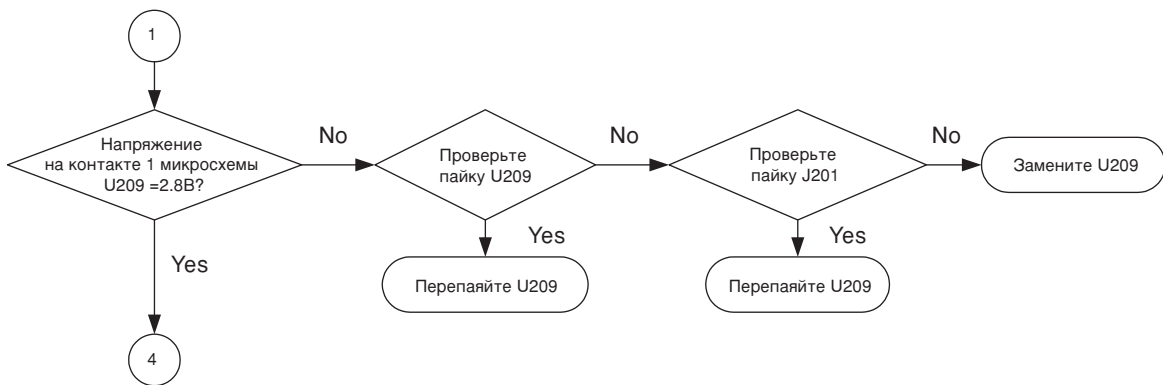 1
Напряжение
на контакте 1 микросхемы
U209 =2.8В?
No
Проверьте
пайку U209
No
Проверьте
пайку J201
No
Замените U209
Yes
Yes
Yes
Перепаяйте U209
Перепаяйте U209
4